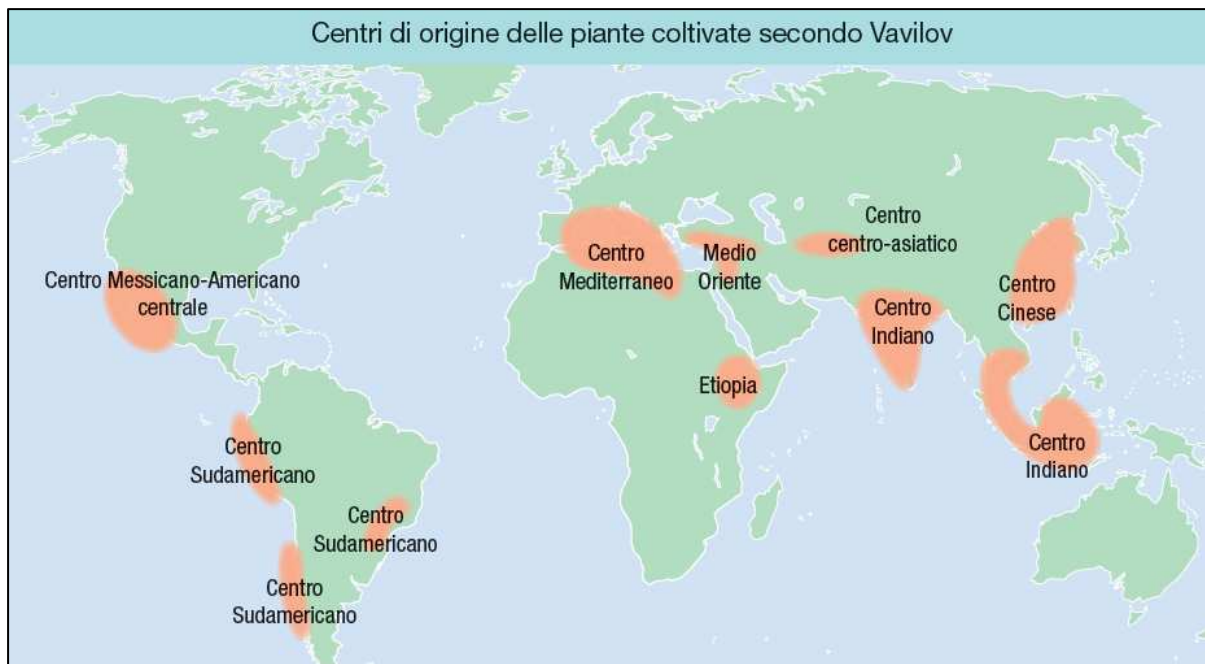 Centri di origine delle piante coltivate secondo Vavilov
Centro
centro-asiatico
Centro
Mediterraneo
Medio
Oriente
Centro Messicano-Americano
centrale
Centro
Cinese
Centro
Indiano
Etiopia
Centro
Sudamericano
Centro
Indiano
Centro
Sudamericano
Centro
Sudamericano